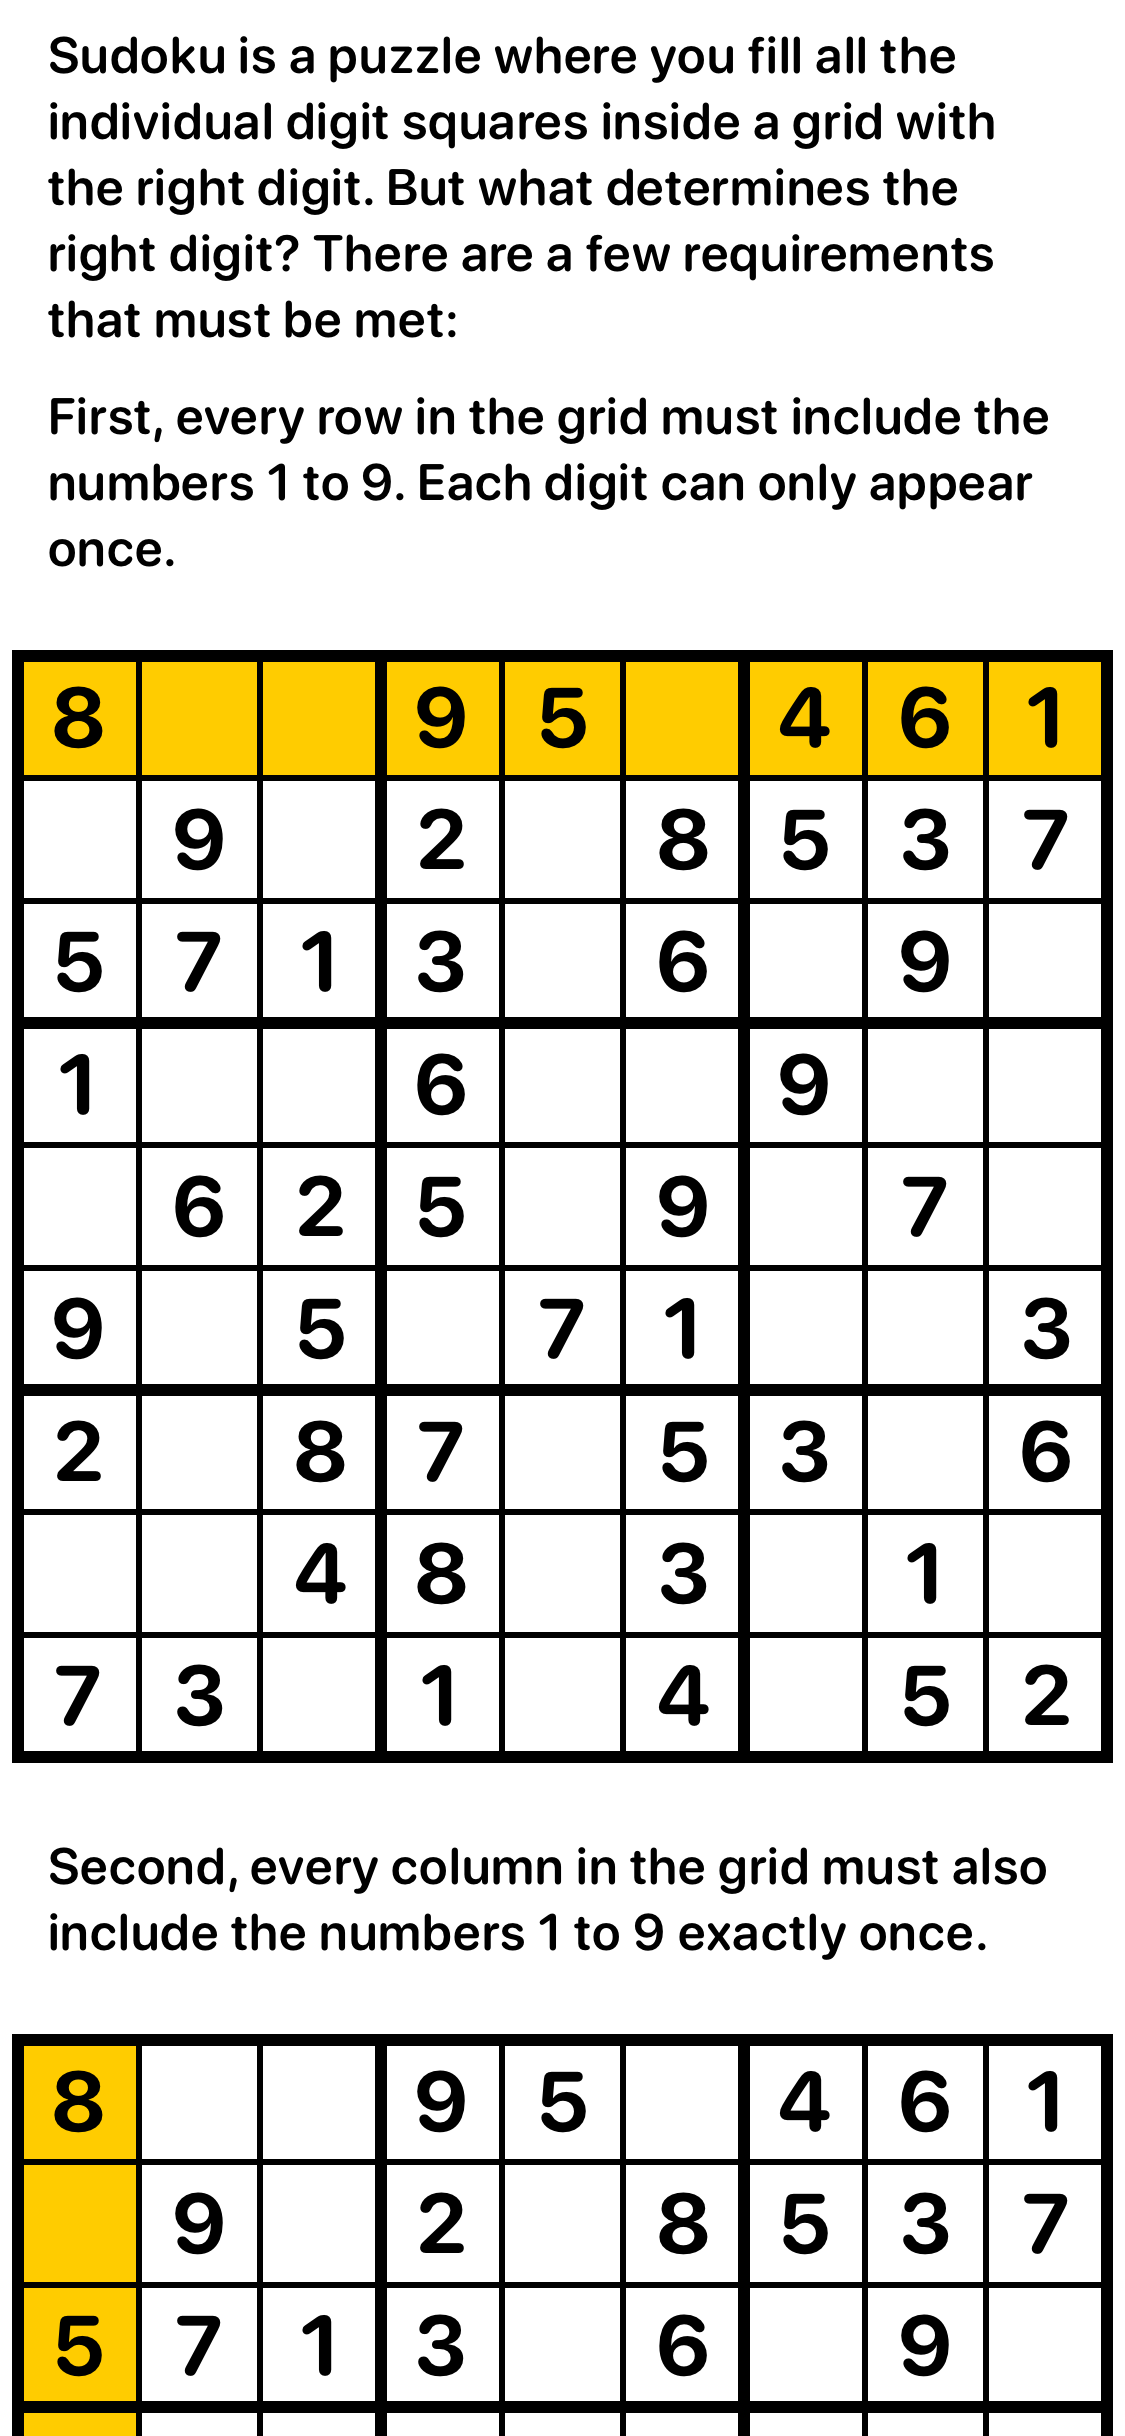 Sudoku is a puzzle where you fill all the
individual digit squares inside a grid with
the right digit. But what determines the
right digit? There are a few requirements
that must be met:
First, every row in the grid must include the
numbers 1 to 9. Each digit can only appear
once.
8 9 5 4 6 1
9 2 8 5 3 7
5 7 1 3 6 9
1 6 9
6 2 5 9 7
9 5 7 1 3
2 8 7 5 3 6
4 8 3 1
7 3 1 4 5 2
Second, every column in the grid must also
include the numbers 1 to 9 exactly once.
8 9 5 4 6 1
9 2 8 5 3 7
5 7 1 3 6 9